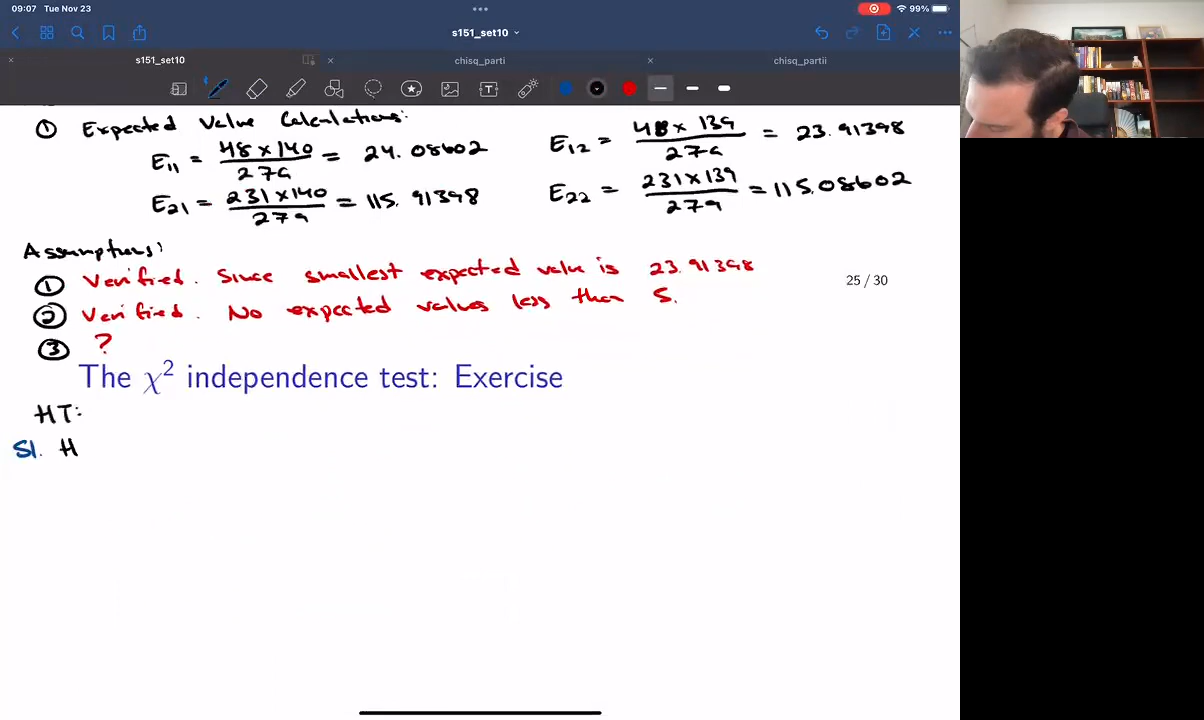 09:07 Tue Nov 23
99%
s151_set10
s151_set10
chisq_parti
chisq_partii
① Expected Value Calculations:
E11 = 48 x 140 / 279 = 24.08602
E12 = 48 x 139 / 279 = 23.91398
E21 = 231 x 140 / 279 = 115.91398
E22 = 231 x 139 / 279 = 115.08602
Assumptions:
① Verified. Since smallest expected value is 23.91398
25 / 30
② Verified. No expected values less than 5.
③ ?
The χ² independence test: Exercise
HT:
S1. H